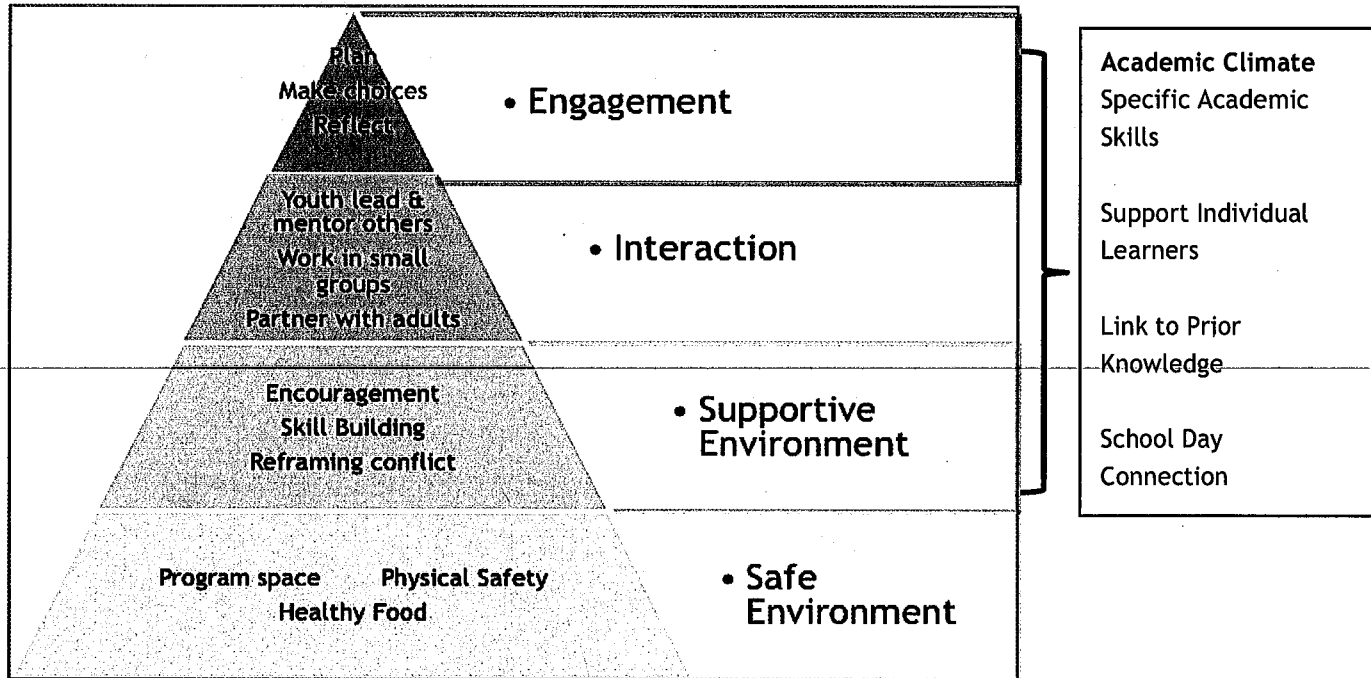 Plan
Make choices
Reflect
• Engagement
Youth lead &
mentor others
Work in small
groups
Partner with adults
• Interaction
Encouragement
Skill Building
Reframing conflict
• Supportive
Environment
Program space Physical Safety
Healthy Food
• Safe
Environment
Academic Climate
Specific Academic
Skills
Support Individual
Learners
Link to Prior
Knowledge
School Day
Connection